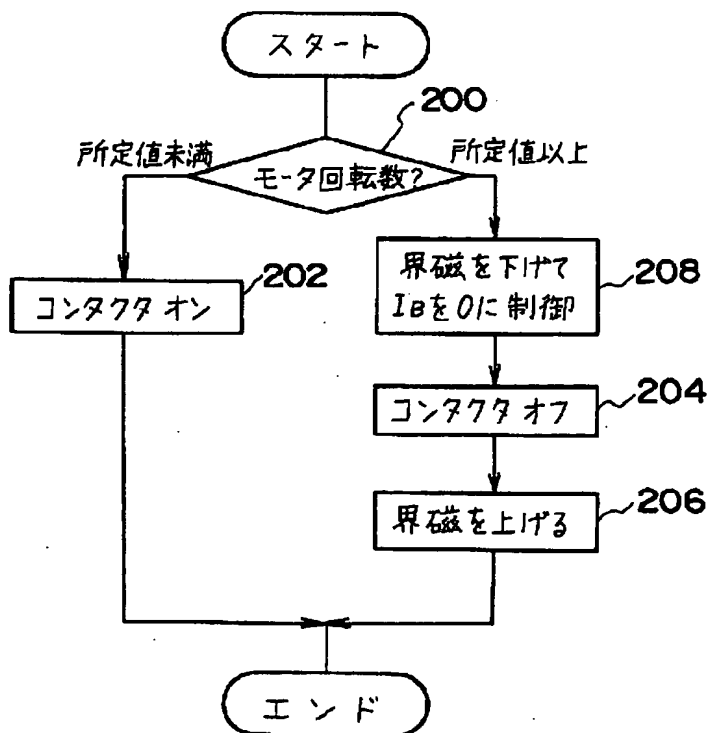 スタート
200
所定値未満
所定値以上
モータ回転数?
202
コンタクタ オン
界磁を下げて
IBを0に制御
208
コンタクタ オフ
204
界磁を上げる
206
エンド